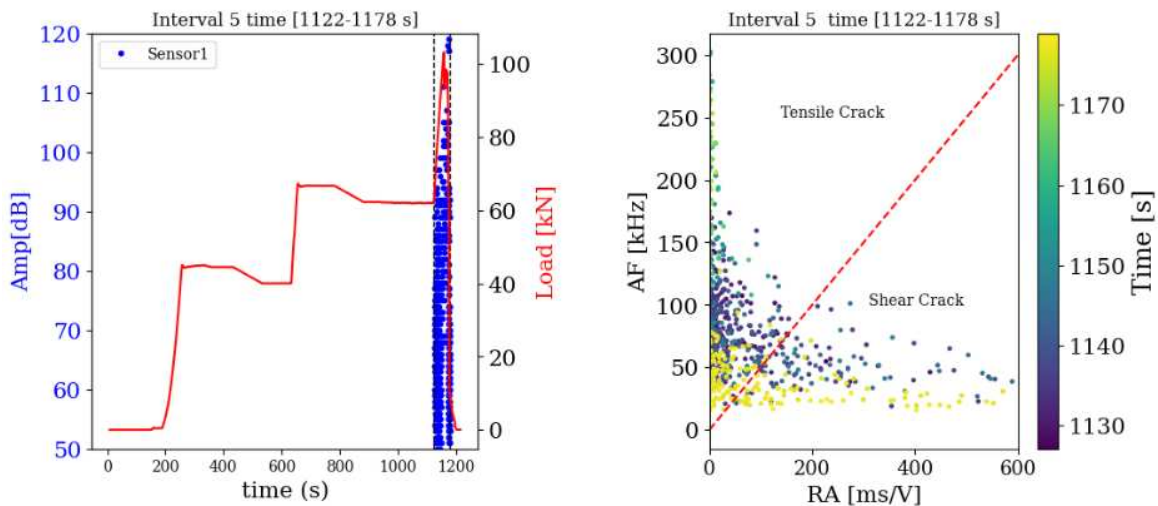 Interval 5 time [1122-1178 s]
120
110
100
90
80
70
60
50
Amp[dB]
Sensor1
100
80
60
40
20
0
Load [kN]
0 200 400 600 800 1000 1200
time (s)
Interval 5 time [1122-1178 s]
300
250
200
150
100
50
0
AF [kHz]
Tensile Crack
Shear Crack
0 200 400 600
RA [ms/V]
1170
1160
1150
1140
1130
Time [s]